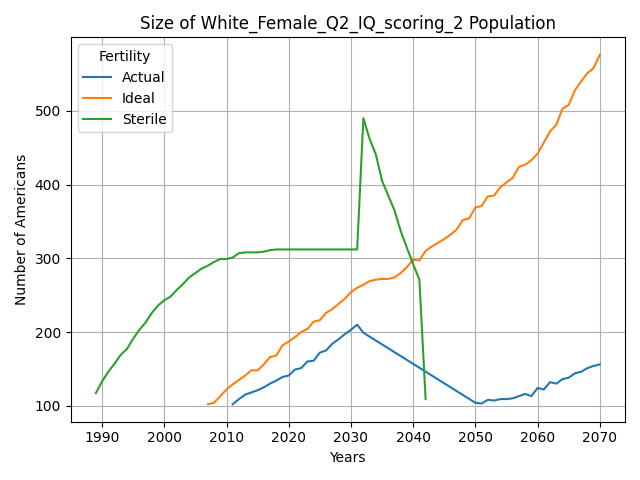 Size of White_Female_Q2_IQ_scoring_2 Population
Fertility
Actual
Ideal
Sterile
Number of Americans
500
400
300
200
100
1990 2000 2010 2020 2030 2040 2050 2060 2070
Years